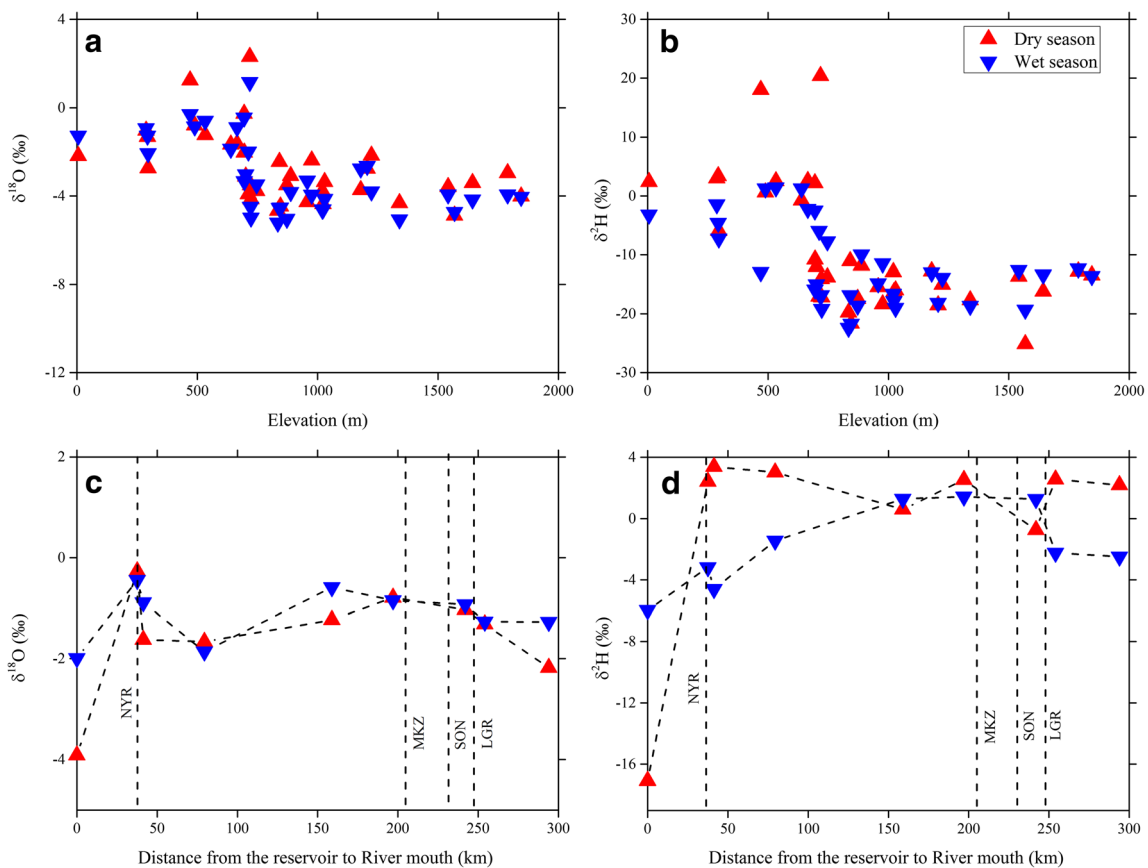 a
4
0
-4
-8
-12
δ¹⁸O (‰)
0
500
1000
1500
2000
Elevation (m)
b
Dry season
Wet season
30
20
10
0
-10
-20
-30
δ²H (‰)
0
500
1000
1500
2000
Elevation (m)
c
2
0
-2
-4
δ¹⁸O (‰)
NYR
MKZ
SON
LGR
0
50
100
150
200
250
300
Distance from the reservoir to River mouth (km)
d
4
0
-4
-8
-12
-16
δ²H (‰)
NYR
MKZ
SON
LGR
0
50
100
150
200
250
300
Distance from the reservoir to River mouth (km)